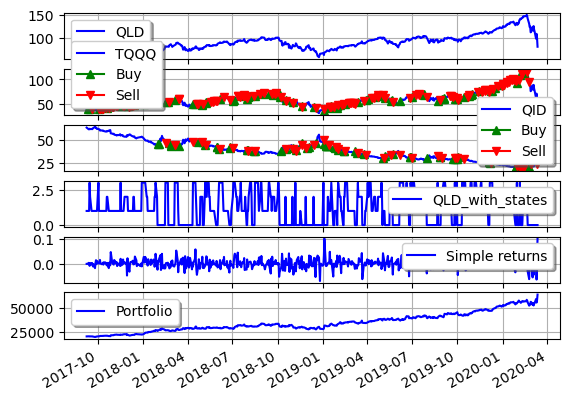 150
100
QLD
TQQQ
Buy
Sell
100
50
QID
Buy
Sell
50
25
2.5
0.0
QLD_with_states
0.1
0.0
Simple returns
50000
25000
Portfolio
2017-10
2018-01
2018-04
2018-07
2018-10
2019-01
2019-04
2019-07
2019-10
2020-01
2020-04